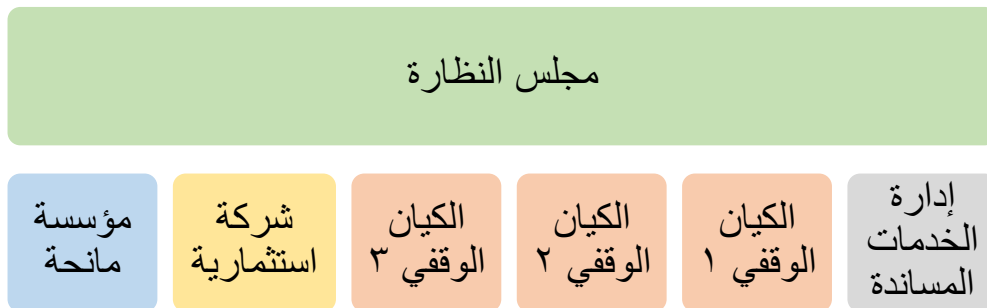 مجلس النظارة
إدارة
الخدمات
المساندة
الكيان
الوقفي ١
الكيان
الوقفي ٢
الكيان
الوقفي ٣
شركة
استثمارية
مؤسسة
مانحة